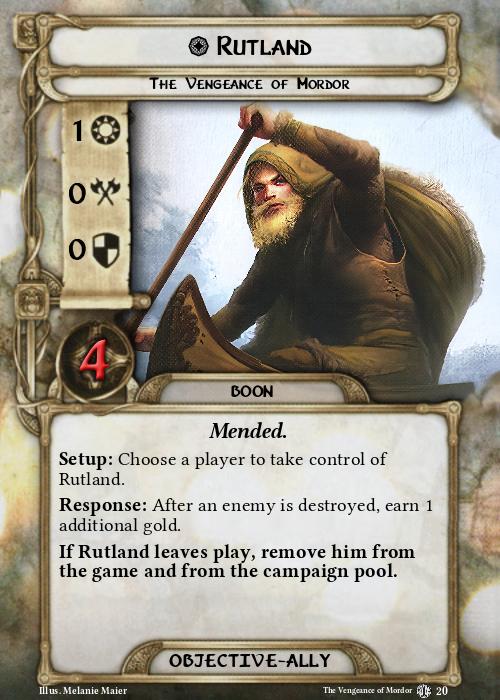 Rutland
The Vengeance of Mordor
1
0
0
4
BOON
Mended.
Setup: Choose a player to take control of
Rutland.
Response: After an enemy is destroyed, earn 1
additional gold.
If Rutland leaves play, remove him from
the game and from the campaign pool.
OBJECTIVE-ALLY
Illus. Melanie Maier
The Vengeance of Mordor 20